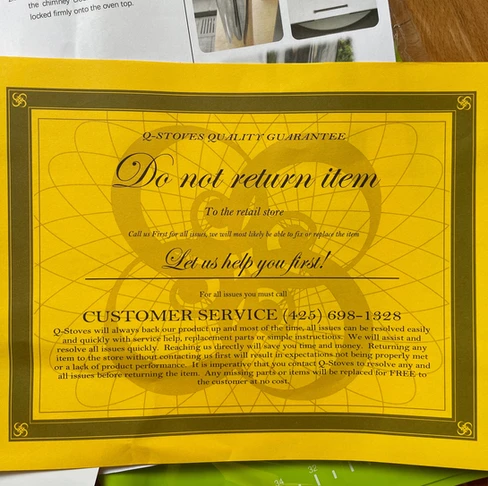 the chimney
locked firmly onto the oven top.
Q-STOVES QUALITY GUARANTEE
Do not return item
To the retail store
Call us First for all issues, we will most likely be able to fix or replace the item
Let us help you first!
For all issues you must call
CUSTOMER SERVICE (425) 698-1328
Q-Stoves will always back our product up and most of the time, all issues can be resolved easily
and quickly with service help, replacement parts or simple instructions. We will assist and
resolve all issues quickly. Reaching us directly will save you time and money. Returning any
item to the store without contacting us first will result in expectations not being properly met
or a lack of product performance. It is imperative that you contact Q-Stoves to resolve any and
all issues before returning the item. Any missing parts or items will be replaced for FREE to
the customer at no cost.
34 32